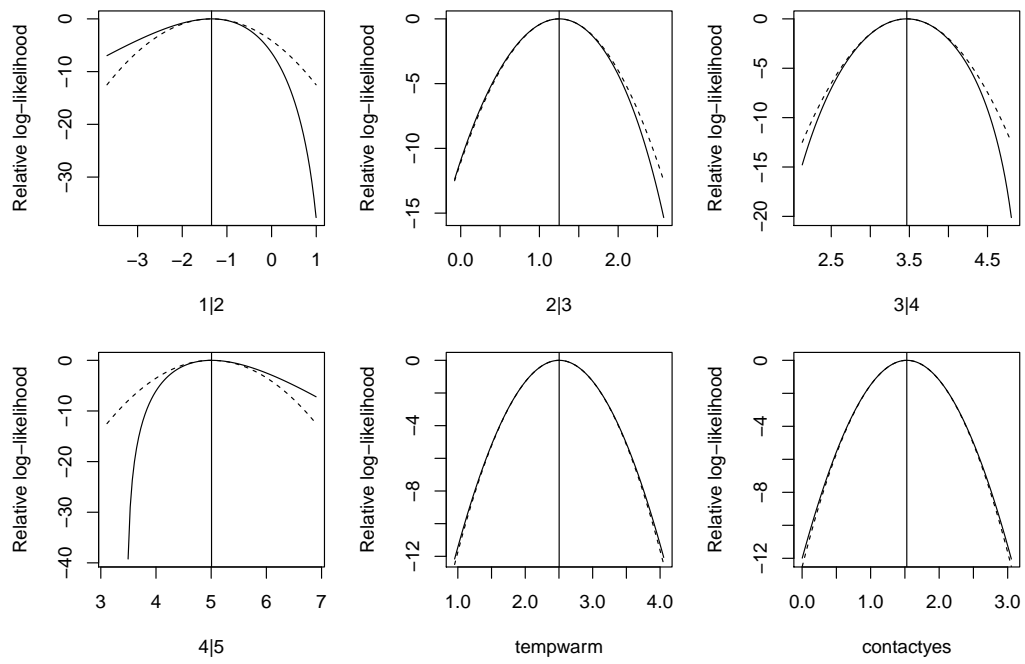 Relative log−likelihood
0
−10
−20
−30
−3 −2 −1 0 1
1|2
Relative log−likelihood
0
−5
−10
−15
0.0 1.0 2.0
2|3
Relative log−likelihood
0
−5
−10
−15
−20
2.5 3.5 4.5
3|4
Relative log−likelihood
0
−10
−20
−30
−40
3 4 5 6 7
4|5
Relative log−likelihood
0
−4
−8
−12
1.0 2.0 3.0 4.0
tempwarm
Relative log−likelihood
0
−4
−8
−12
0.0 1.0 2.0 3.0
contactyes